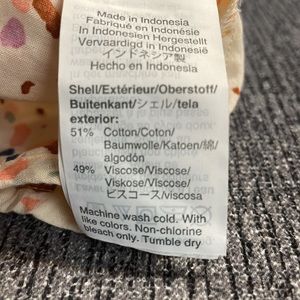 Made in Indonesia
Fabriqué en Indonésie
In Indonesien Hergestellt
Vervaardigd in Indonesië
インドネシア製
Hecho en Indonesia
Shell/Extérieur/Oberstoff/
Buitenkant/シェル/tela
exterior:
51% Cotton/Coton/
Baumwolle/Katoen/綿/
algodón
49% Viscose/Viscose/
Viskose/Viscose/
ビスコース/viscosa
Machine wash cold. With
like colors. Non-chlorine
bleach only. Tumble dry